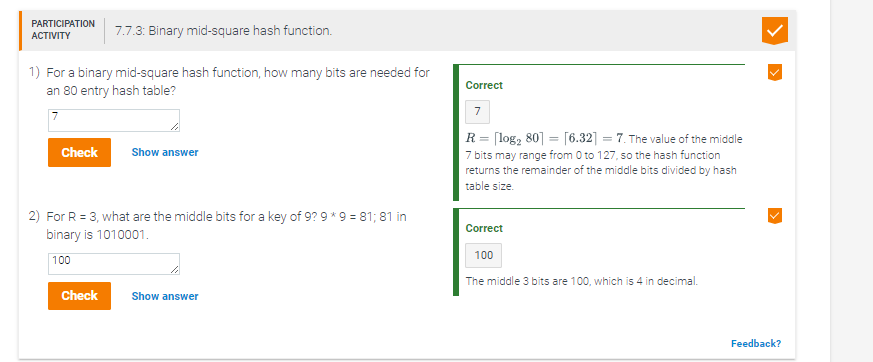 PARTICIPATION
ACTIVITY
7.7.3: Binary mid-square hash function.
1) For a binary mid-square hash function, how many bits are needed for
an 80 entry hash table?
7
Check
Show answer
Correct
7
R = ⌈log₂ 80⌉ = ⌈6.32⌉ = 7. The value of the middle
7 bits may range from 0 to 127, so the hash function
returns the remainder of the middle bits divided by hash
table size.
2) For R = 3, what are the middle bits for a key of 9? 9 * 9 = 81; 81 in
binary is 1010001.
100
Check
Show answer
Correct
100
The middle 3 bits are 100, which is 4 in decimal.
Feedback?